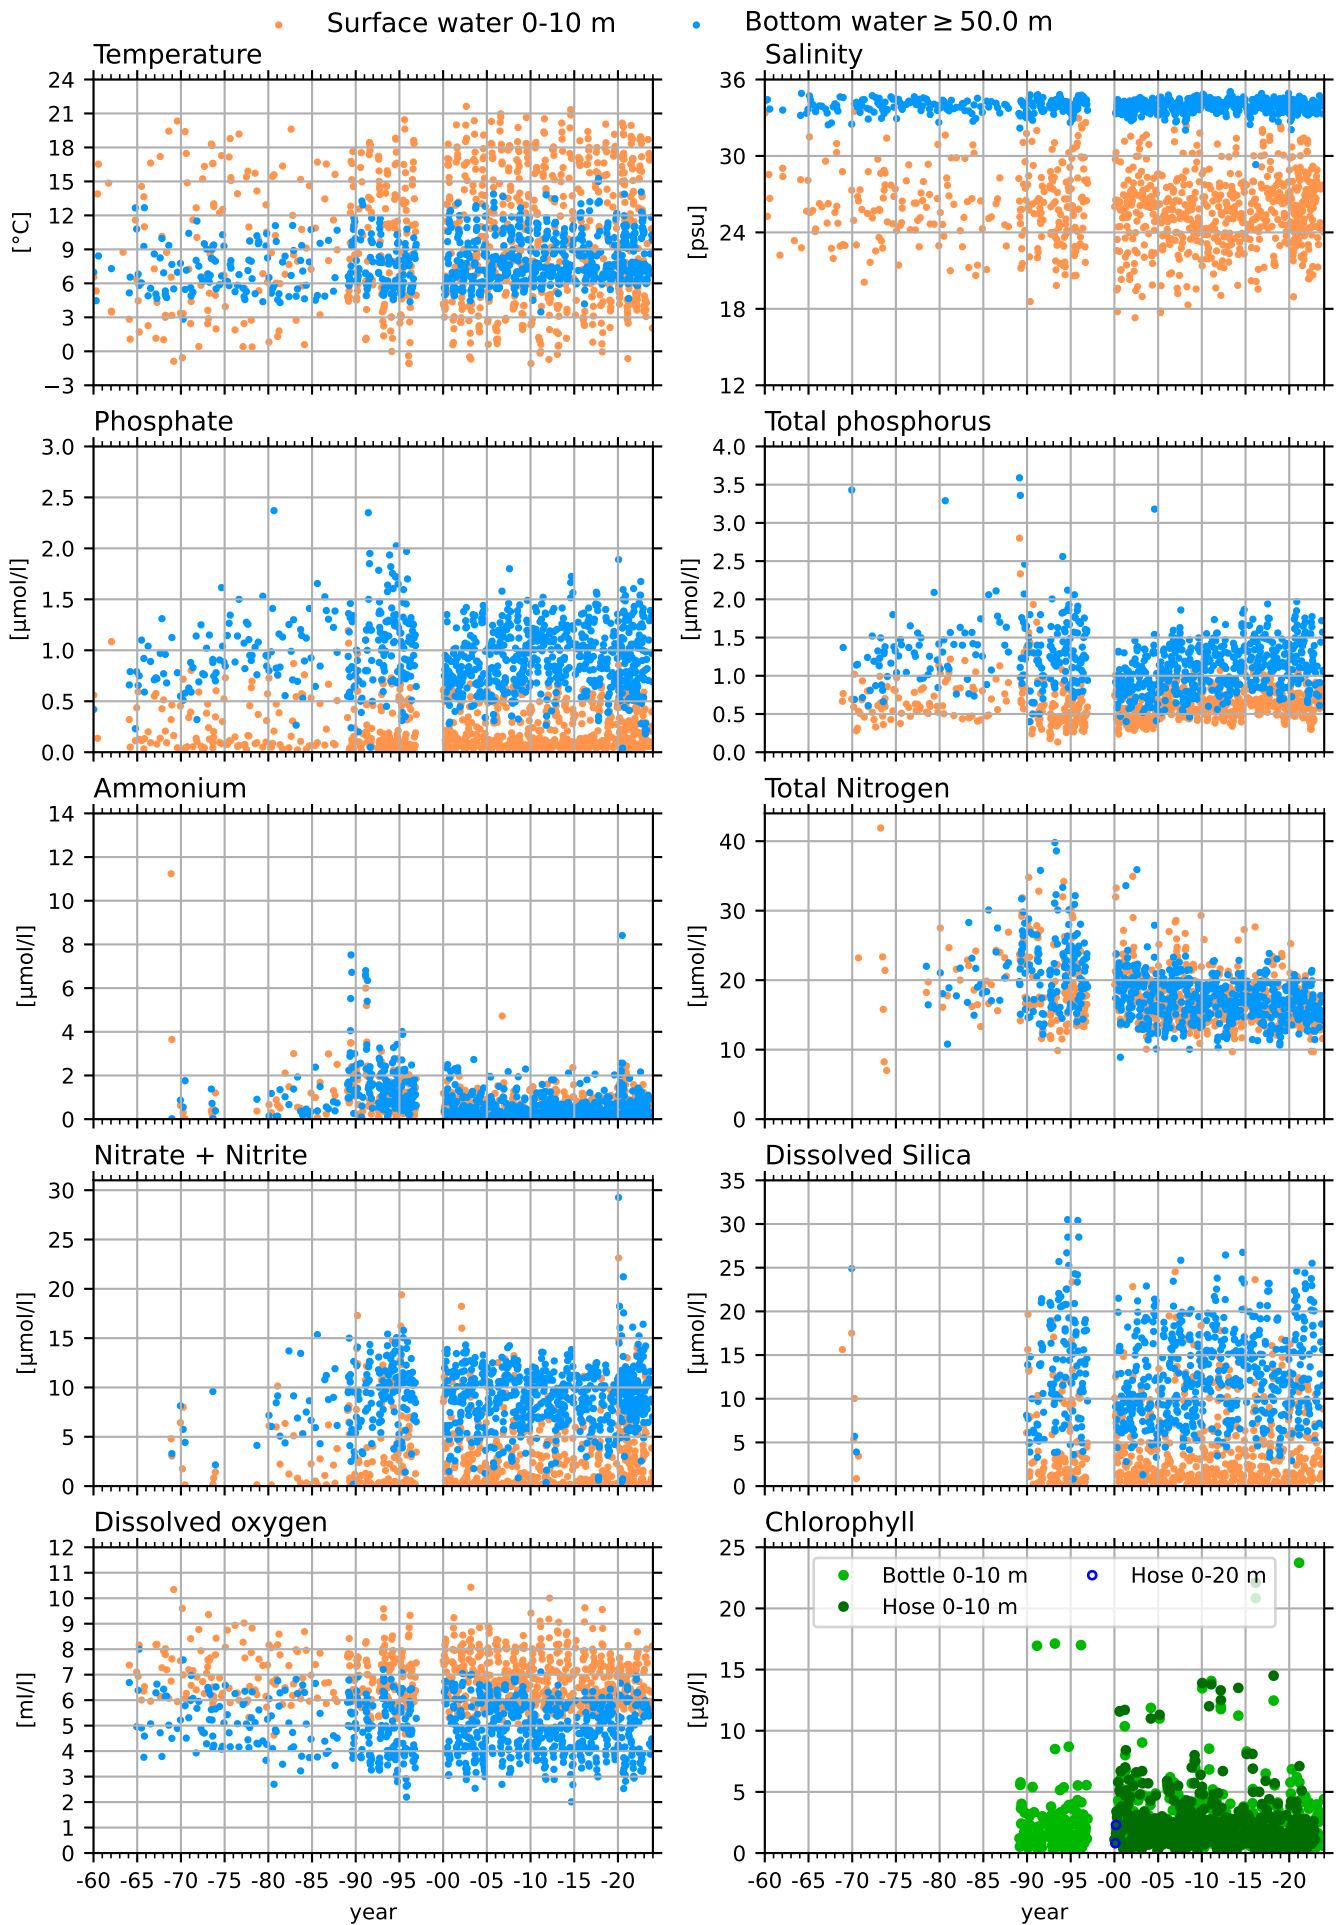 Surface water 0-10 m Bottom water ≥ 50.0 m
Temperature Salinity
24 21 18 15 12 9 6 3 0 −3
[°C]
36 30 24 18 12
[psu]
Phosphate Total phosphorus
3.0 2.5 2.0 1.5 1.0 0.5 0.0
[µmol/l]
4.0 3.5 3.0 2.5 2.0 1.5 1.0 0.5 0.0
[µmol/l]
Ammonium Total Nitrogen
14 12 10 8 6 4 2 0
[µmol/l]
40 30 20 10 0
[µmol/l]
Nitrate + Nitrite Dissolved Silica
30 25 20 15 10 5 0
[µmol/l]
35 30 25 20 15 10 5 0
[µmol/l]
Dissolved oxygen Chlorophyll
12 11 10 9 8 7 6 5 4 3 2 1 0
[ml/l]
25 20 15 10 5 0
[µg/l]
Bottle 0-10 m Hose 0-20 m
Hose 0-10 m
-60 -65 -70 -75 -80 -85 -90 -95 -00 -05 -10 -15 -20
-60 -65 -70 -75 -80 -85 -90 -95 -00 -05 -10 -15 -20
year year